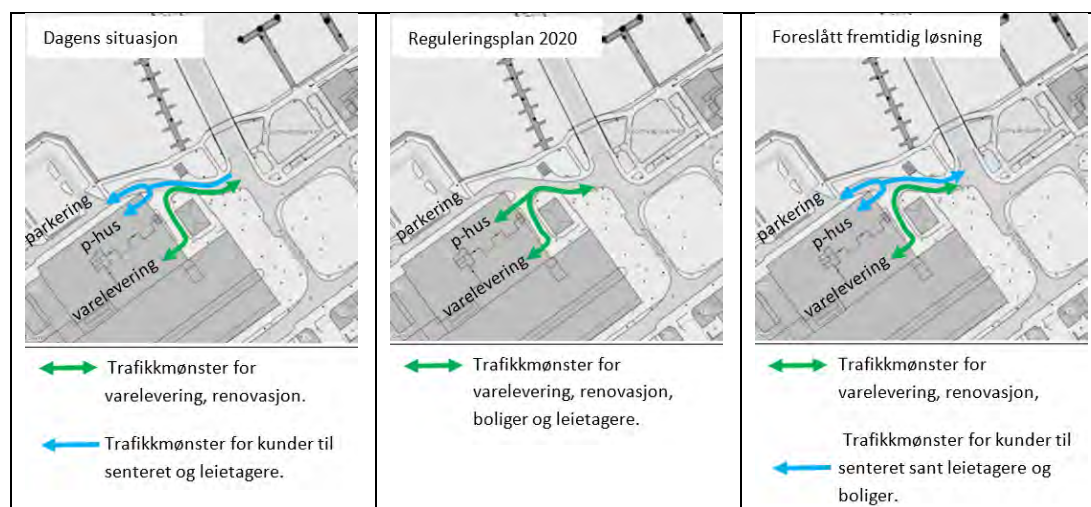 Dagens situasjon
parkering
p-hus
varelevering
Trafikkmønster for
varelevering, renovasjon.
Trafikkmønster for kunder til
senteret og leietagere.
Reguleringsplan 2020
parkering
p-hus
varelevering
Trafikkmønster for
varelevering, renovasjon,
boliger og leietagere.
Foreslått fremtidig løsning
parkering
p-hus
varelevering
Trafikkmønster for
varelevering, renovasjon,
Trafikkmønster for kunder til
senteret sant leietagere og
boliger.